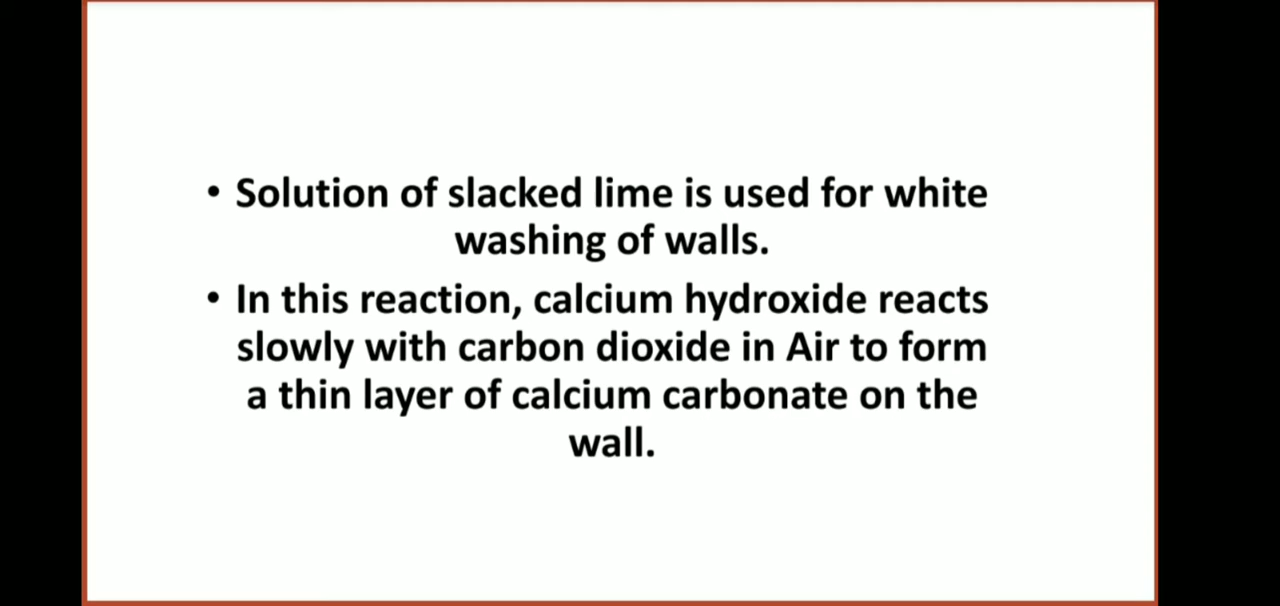 • Solution of slacked lime is used for white
washing of walls.
• In this reaction, calcium hydroxide reacts
slowly with carbon dioxide in Air to form
a thin layer of calcium carbonate on the
wall.